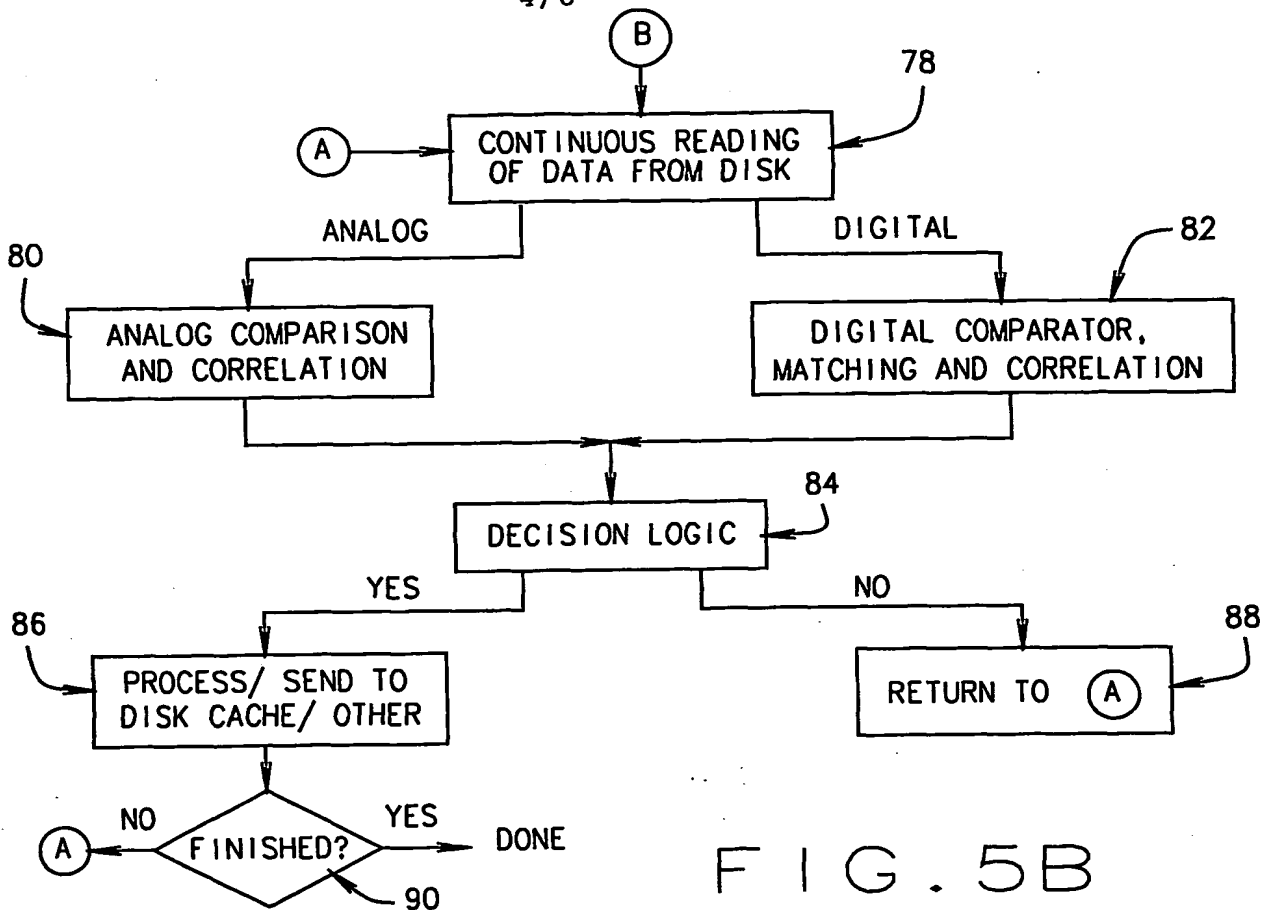 B
78
A
CONTINUOUS READING
OF DATA FROM DISK
ANALOG
DIGITAL
80
82
ANALOG COMPARISON
AND CORRELATION
DIGITAL COMPARATOR,
MATCHING AND CORRELATION
84
DECISION LOGIC
YES
NO
86
88
PROCESS/ SEND TO
DISK CACHE/ OTHER
RETURN TO A
NO
YES
A
FINISHED?
DONE
90
FIG. 5B